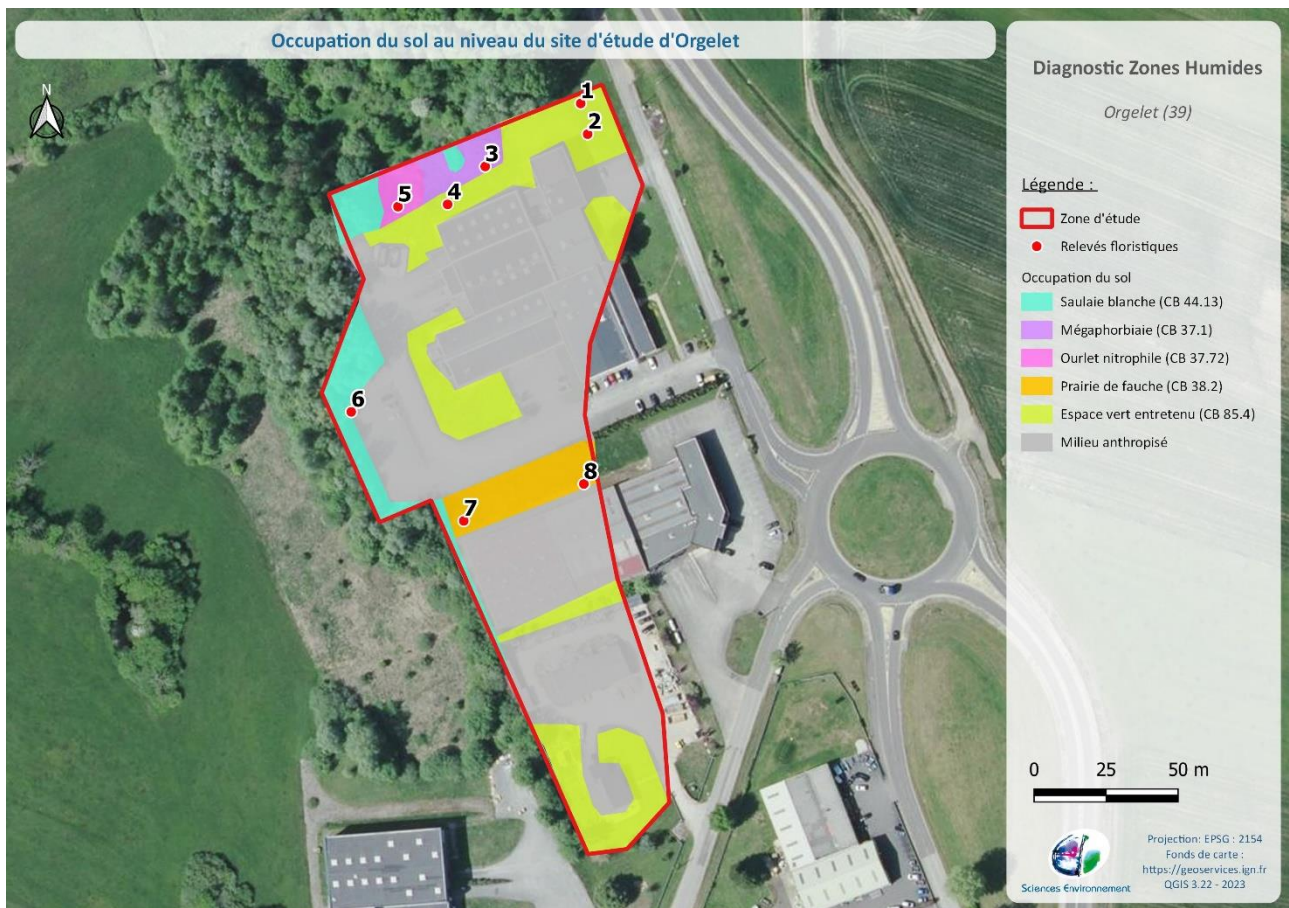 Occupation du sol au niveau du site d'étude d'Orgelet
N
1
2
3
4
5
6
7
8
Diagnostic Zones Humides
Orgelet (39)
Légende :
Zone d'étude
Relevés floristiques
Occupation du sol
Saulaie blanche (CB 44.13)
Mégaphorbiaie (CB 37.1)
Ourlet nitrophile (CB 37.72)
Prairie de fauche (CB 38.2)
Espace vert entretenu (CB 85.4)
Milieu anthropisé
0 25 50 m
Sciences Environnement
Projection: EPSG : 2154
Fonds de carte :
https://geoservices.ign.fr
QGIS 3.22 - 2023